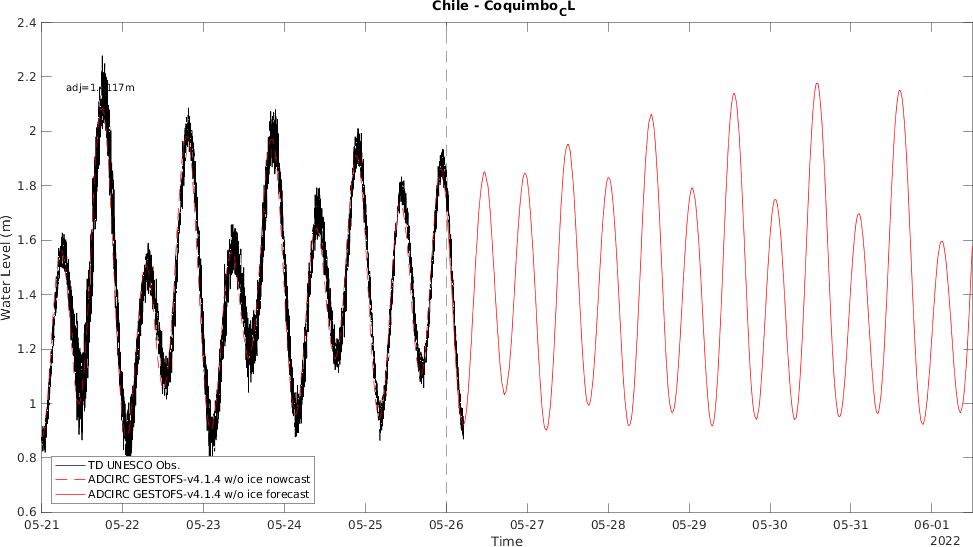 Chile - CoquimboCL
2.4
2.2
2
1.8
1.6
1.4
1.2
1
0.8
0.6
Water Level (m)
TD UNESCO Obs.
ADCIRC GESTOFS-v4.1.4 w/o ice nowcast
ADCIRC GESTOFS-v4.1.4 w/o ice forecast
05-21 05-22 05-23 05-24 05-25 05-26 05-27 05-28 05-29 05-30 05-31 06-01
Time
2022